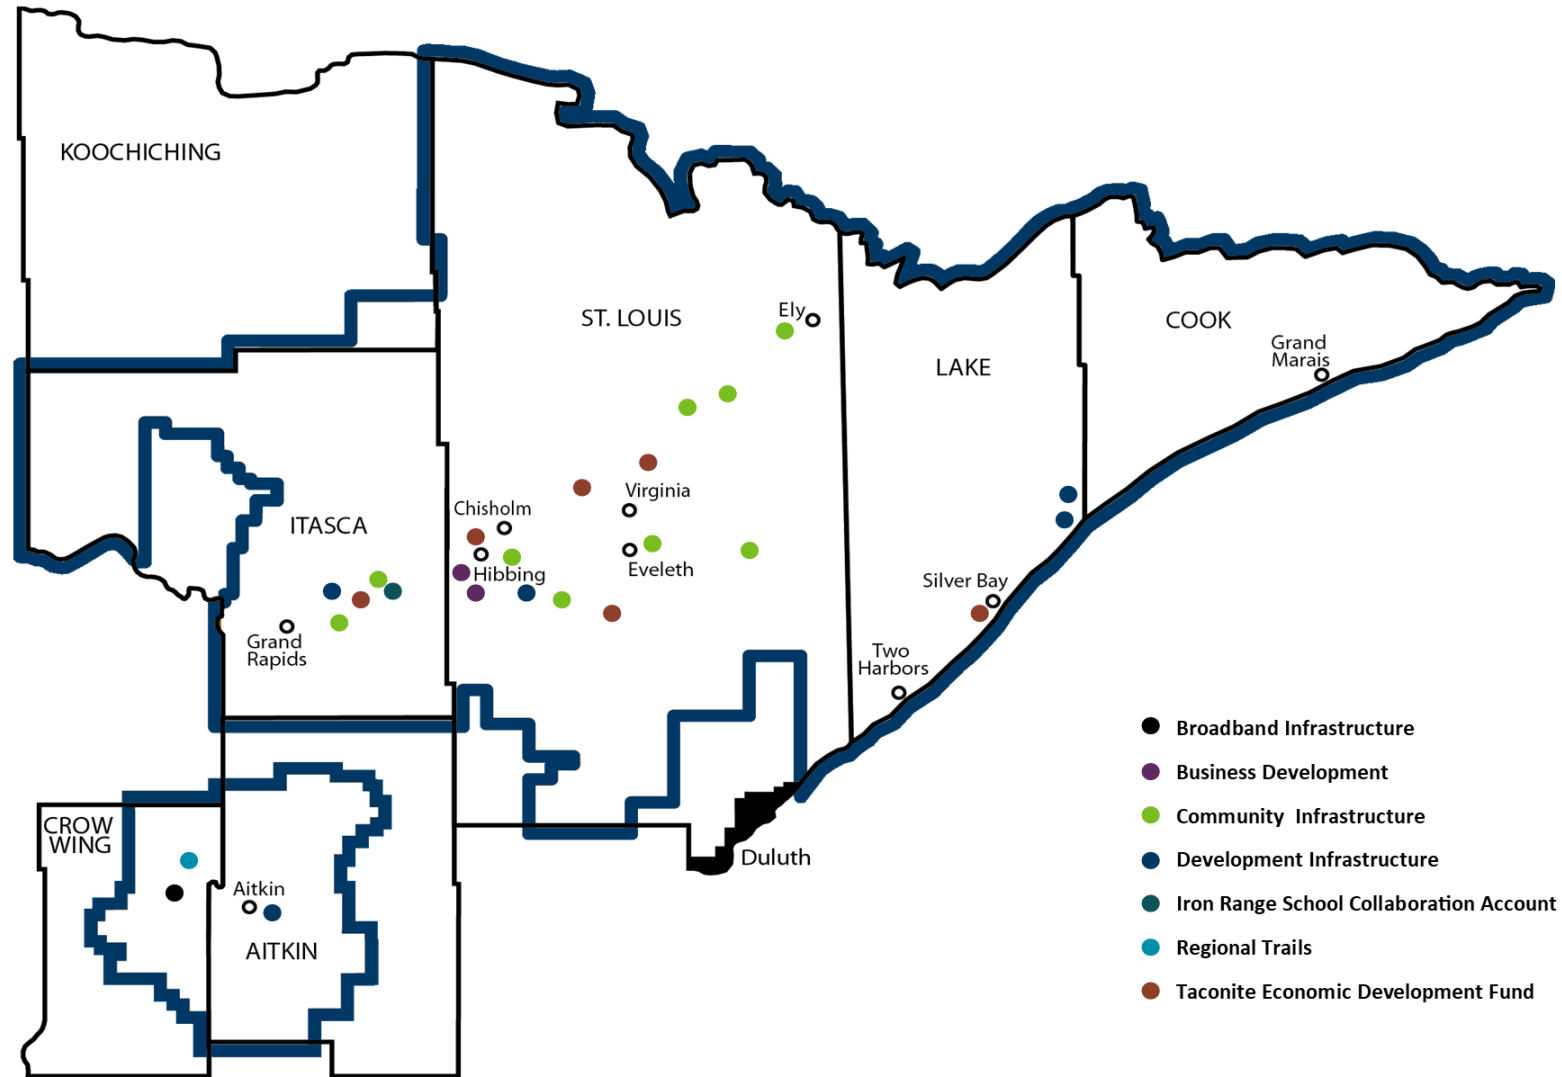 KOOCHICHING
ST. LOUIS
Ely
COOK
Grand
Marais
LAKE
Virginia
Chisholm
ITASCA
Hibbing
Eveleth
Silver Bay
Grand
Rapids
Two
Harbors
CROW
WING
Duluth
Aitkin
AITKIN
Broadband Infrastructure
Business Development
Community Infrastructure
Development Infrastructure
Iron Range School Collaboration Account
Regional Trails
Taconite Economic Development Fund